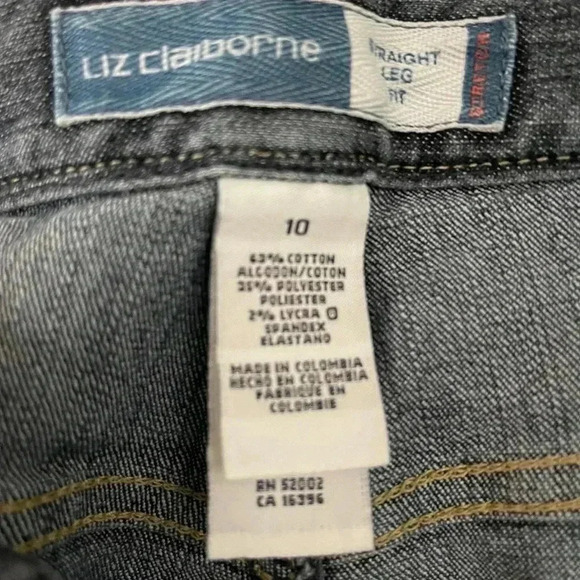 Liz claiborne
STRAIGHT
LEG
FIT
10
63% COTTON
ALGODON/COTON
35% POLYESTER
POLIESTER
2% LYCRA ®
SPANDEX
ELASTANO
MADE IN COLOMBIA
HECHO EN COLOMBIA
FABRIQUE EN
COLOMBIE
RN 52002
CA 16396